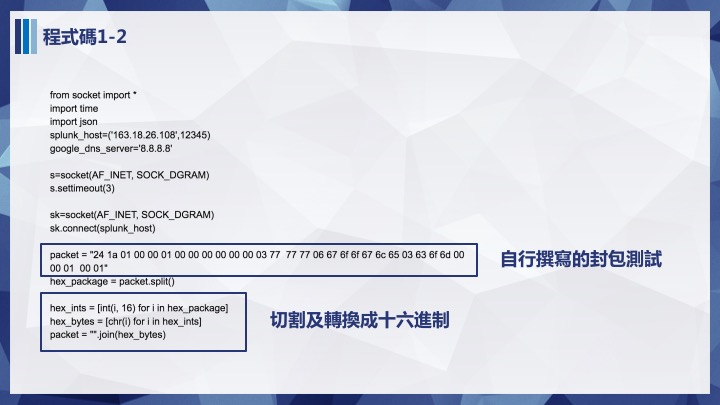 程式碼1-2
from socket import *
import time
import json
splunk_host=('163.18.26.108',12345)
google_dns_server='8.8.8.8'
s=socket(AF_INET, SOCK_DGRAM)
s.settimeout(3)
sk=socket(AF_INET, SOCK_DGRAM)
sk.connect(splunk_host)
packet = "24 1a 01 00 00 01 00 00 00 00 00 00 03 77  77 77 06 67 6f 6f 67 6c 65 03 63 6f 6d 00
00 01  00 01"
自行撰寫的封包測試
hex_package = packet.split()
hex_ints = [int(i, 16) for i in hex_package]
hex_bytes = [chr(i) for i in hex_ints]
packet = "".join(hex_bytes)
切割及轉換成十六進制